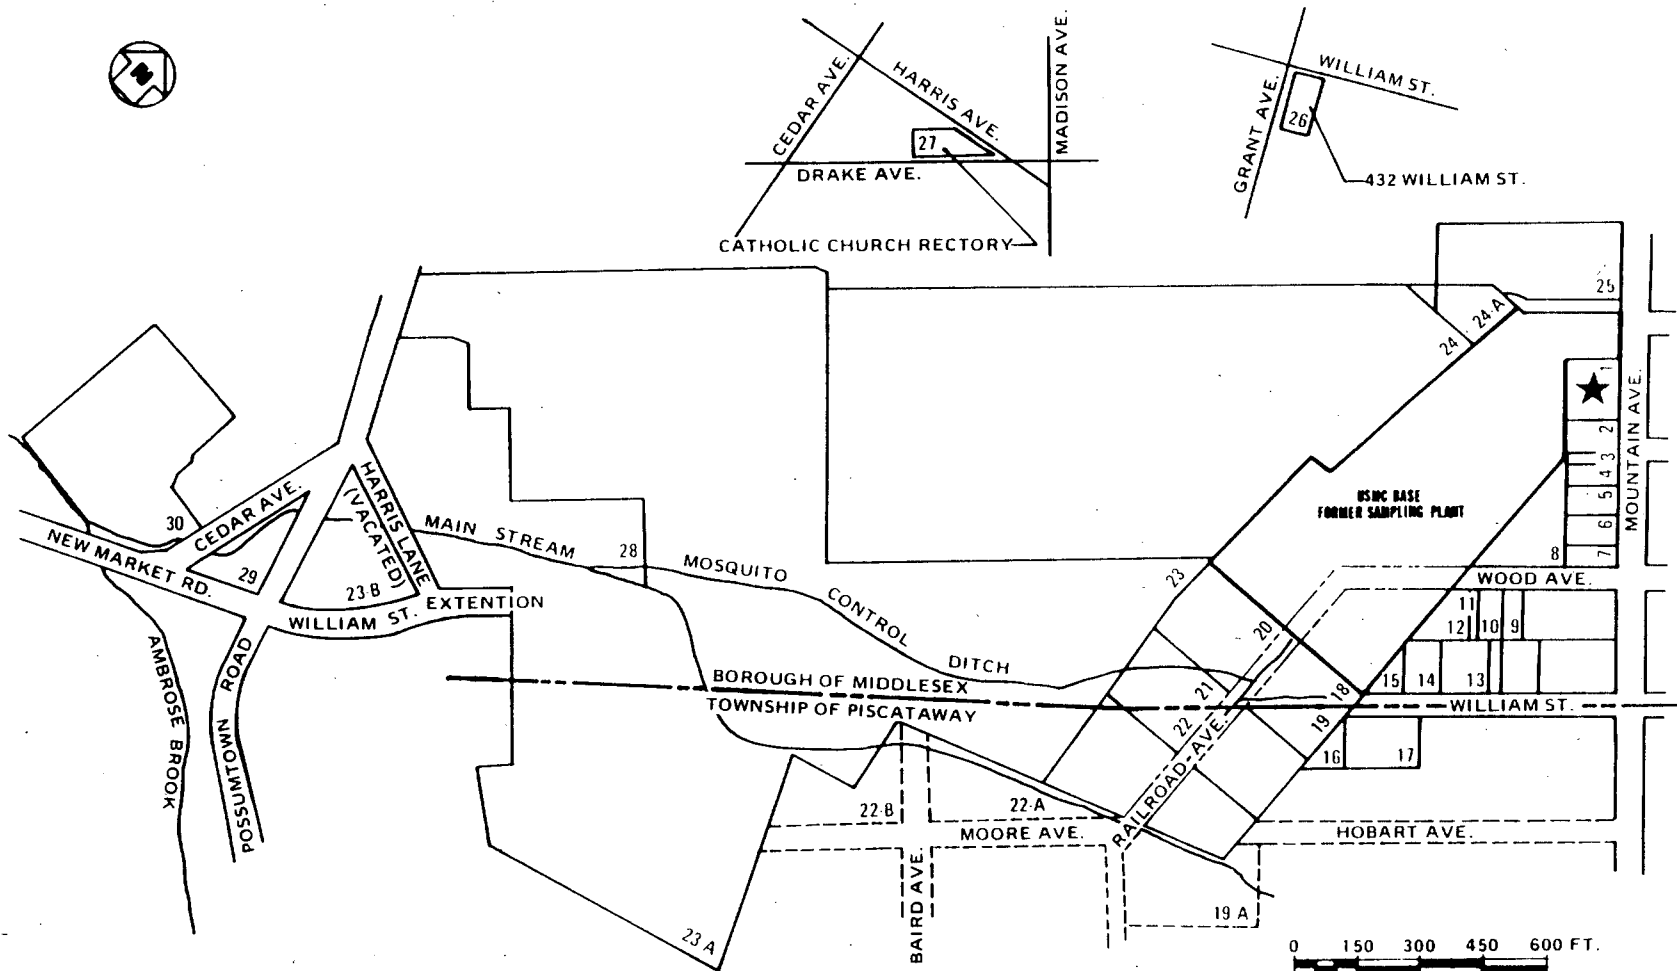 N
CEDAR AVE.
HARRIS AVE.
MADISON AVE.
27
DRAKE AVE.
CATHOLIC CHURCH RECTORY
WILLIAM ST.
GRANT AVE.
26
432 WILLIAM ST.
25
24-A
24
1
2
3
4
5
6
7
8
MOUNTAIN AVE.
USMC BASE
FORMER SAMPLING PLANT
WOOD AVE.
30
CEDAR AVE.
HARRIS LANE
(VACATED)
MAIN STREAM
28
MOSQUITO
CONTROL
DITCH
NEW MARKET RD.
29
23-B
WILLIAM ST. EXTENTION
23
20
11
12
10
9
15
14
13
BOROUGH OF MIDDLESEX
TOWNSHIP OF PISCATAWAY
21
22
18
19
WILLIAM ST.
16
17
AMBROSE BROOK
POSSUMTOWN ROAD
RAILROAD-AVE.
22-B
22-A
MOORE AVE.
HOBART AVE.
BAIRD AVE.
19 A
23 A
0 150 300 450 600 FT.